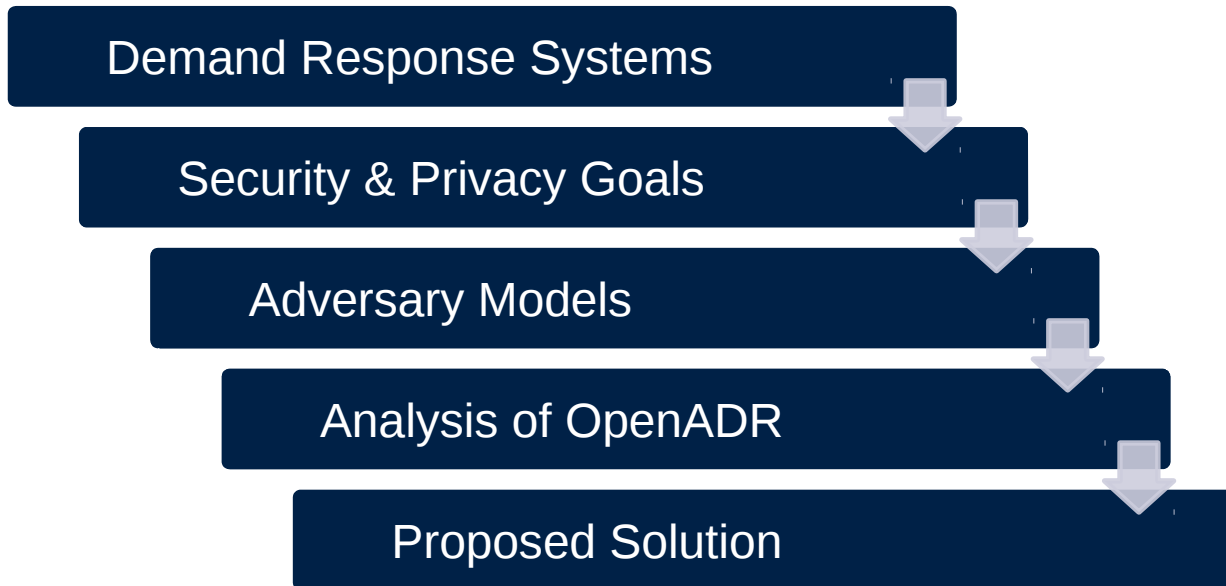 Demand Response Systems
Security & Privacy Goals
Adversary Models
Analysis of OpenADR
Proposed Solution